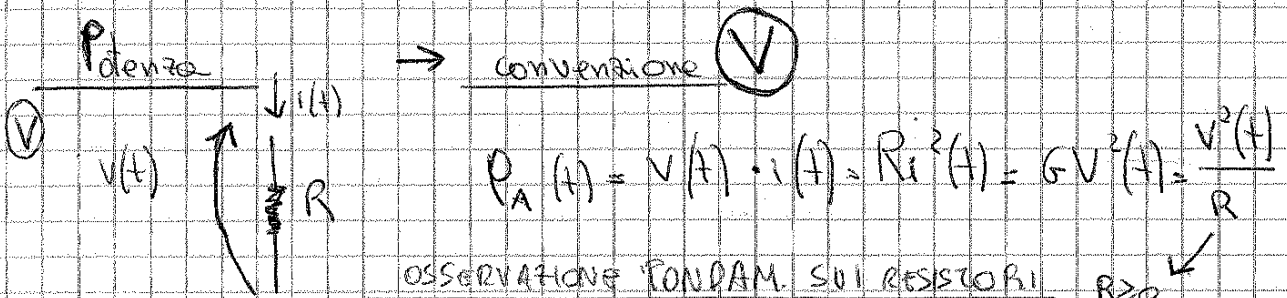 Potenza → convenzione V
V
i(t)
v(t)
R
P_A(t) = V(t) · i(t) = Ri²(t) = GV²(t) = V²(t)/R
OSSERVAZIONE FONDAM. SUI RESISTORI R>0